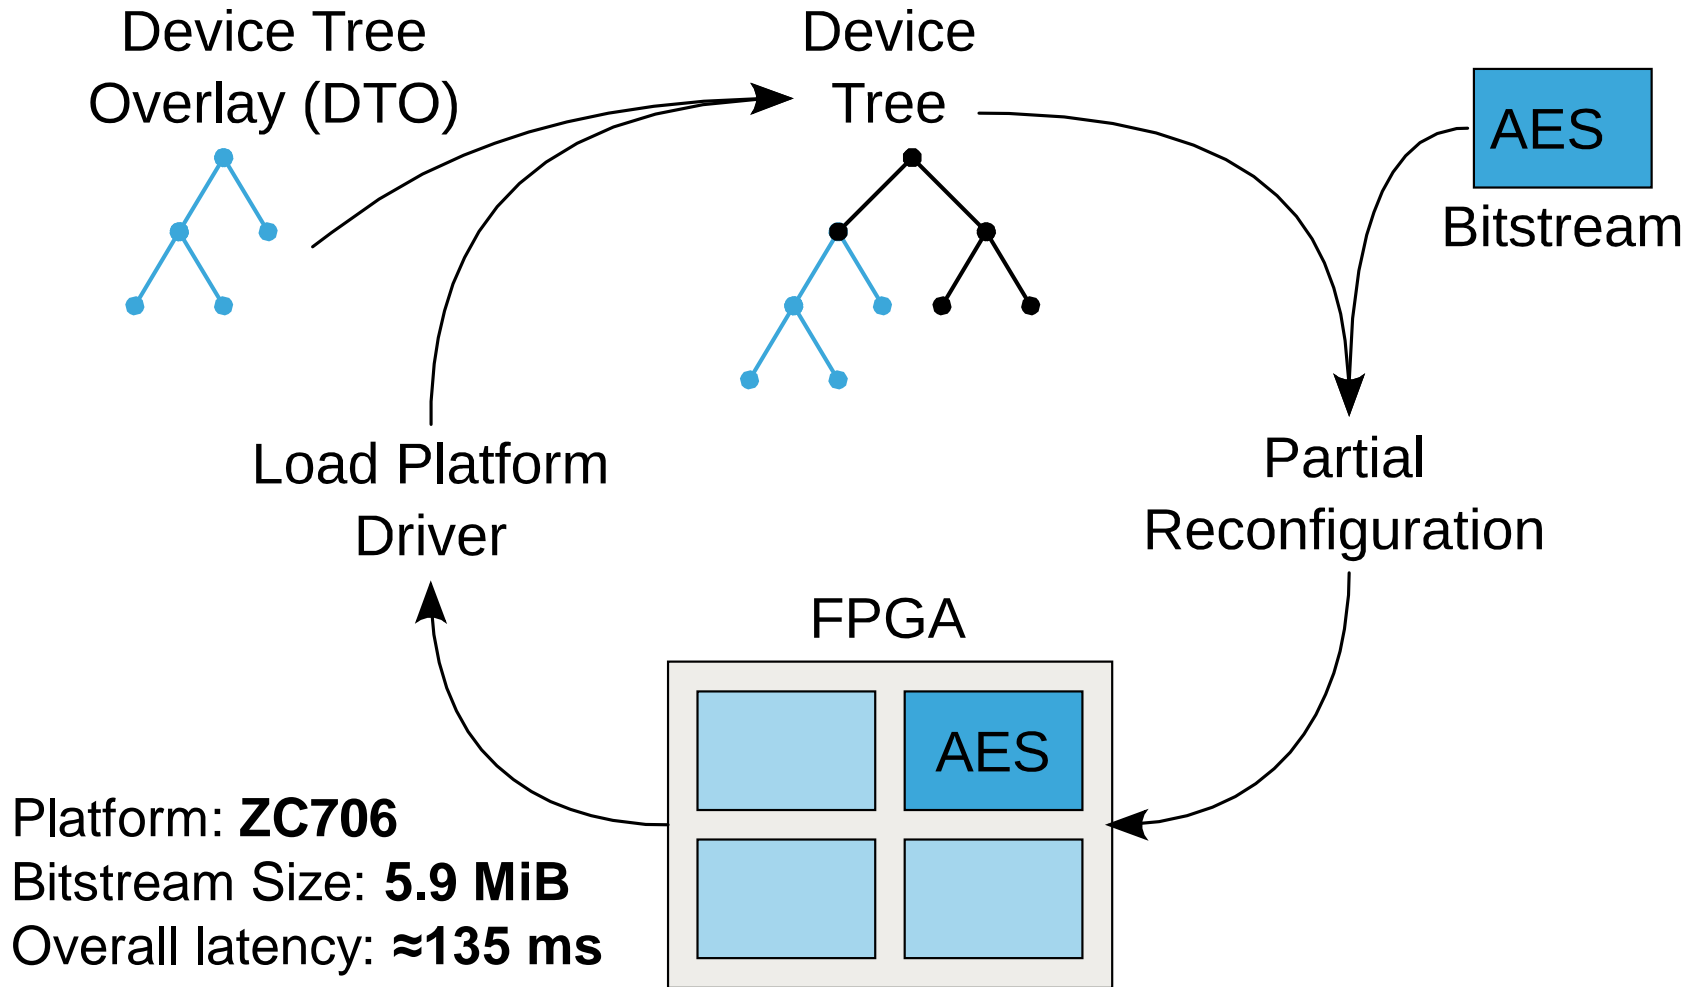 Device Tree
Overlay (DTO)
Device
Tree
AES
Bitstream
Load Platform
Driver
Partial
Reconfiguration
FPGA
AES
Platform: ZC706
Bitstream Size: 5.9 MiB
Overall latency: ≈135 ms